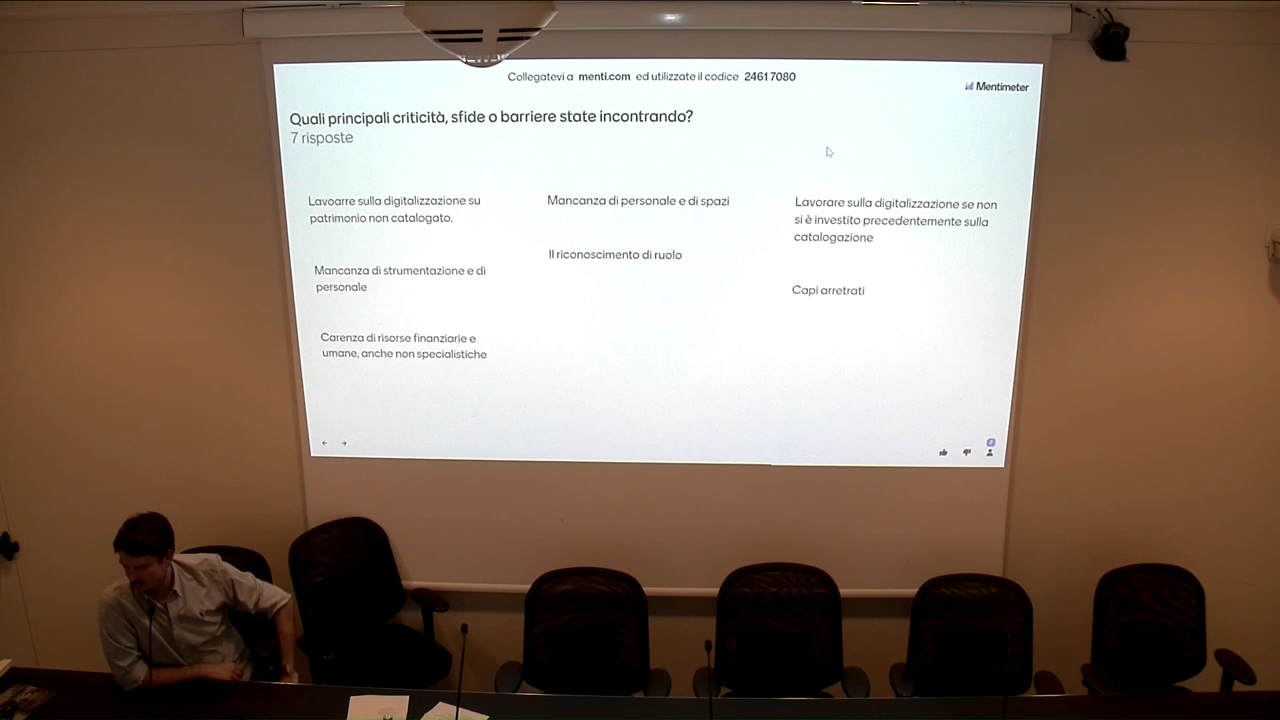 Collegatevi a menti.com ed utilizzate il codice 2461 7080
Mentimeter
Quali principali criticità, sfide o barriere state incontrando?
7 risposte
Lavoarre sulla digitalizzazione su
patrimonio non catalogato.
Mancanza di strumentazione e di
personale
Carenza di risorse finanziarie e
umane, anche non specialistiche
Mancanza di personale e di spazi
Il riconoscimento di ruolo
Lavorare sulla digitalizzazione se non
si è investito precedentemente sulla
catalogazione
Capi arretrati